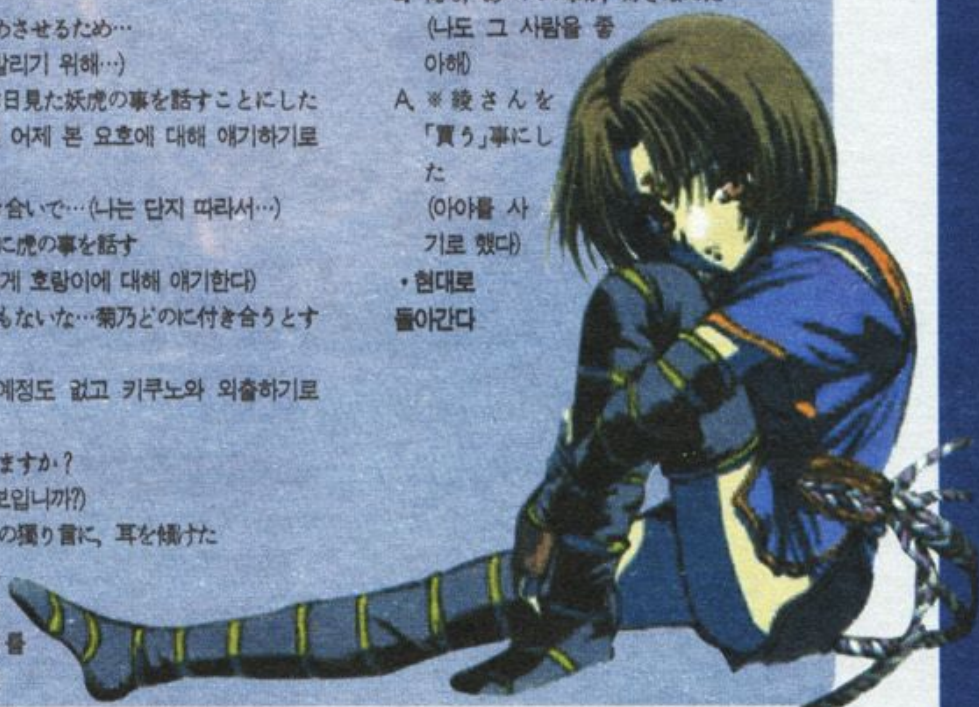 めさせるため…
말리기 위해…)
日見た妖虎の事を話すことにした
어제 본 요호에 대해 얘기하기로
合いで…(나는 단지 따라서…)
に虎の事を話す
게 호랑이에 대해 얘기한다)
もないな…菊乃どのに付き合うとす
예정도 없고 키쿠노와 외출하기로
ますか?
보입니까?)
の獨り言に、耳を傾けた
를
(나도 그 사람을 좋
아해)
A. ※綾さんを
「買う」事にし
た
(아야를 사
기로 했다)
・현대로
돌아간다